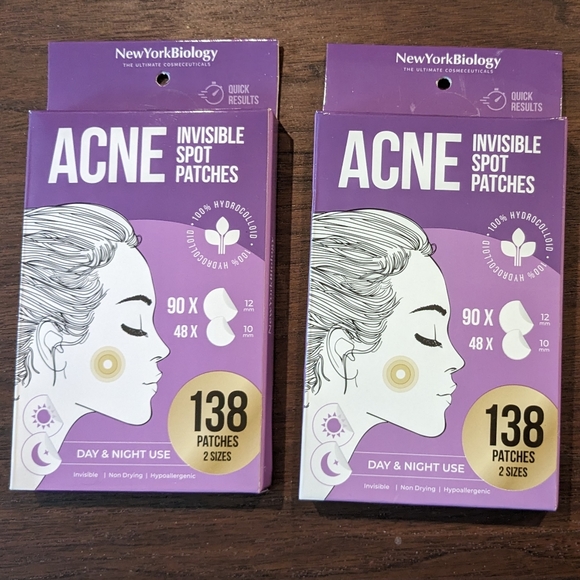 NewYorkBiology
THE ULTIMATE COSMECEUTICALS
QUICK
RESULTS
ACNE
INVISIBLE
SPOT
PATCHES
100% HYDROCOLLOID • 100% HYDROCOLLOID •
90 X
12
mm
48 X
10
mm
138
PATCHES
2 SIZES
DAY & NIGHT USE
Invisible | Non Drying | Hypoallergenic
NewYorkBiology
NewYorkBiology
THE ULTIMATE COSMECEUTICALS
QUICK
RESULTS
ACNE
INVISIBLE
SPOT
PATCHES
100% HYDROCOLLOID • 100% HYDROCOLLOID •
90 X
12
mm
48 X
10
mm
138
PATCHES
2 SIZES
DAY & NIGHT USE
Invisible | Non Drying | Hypoallergenic